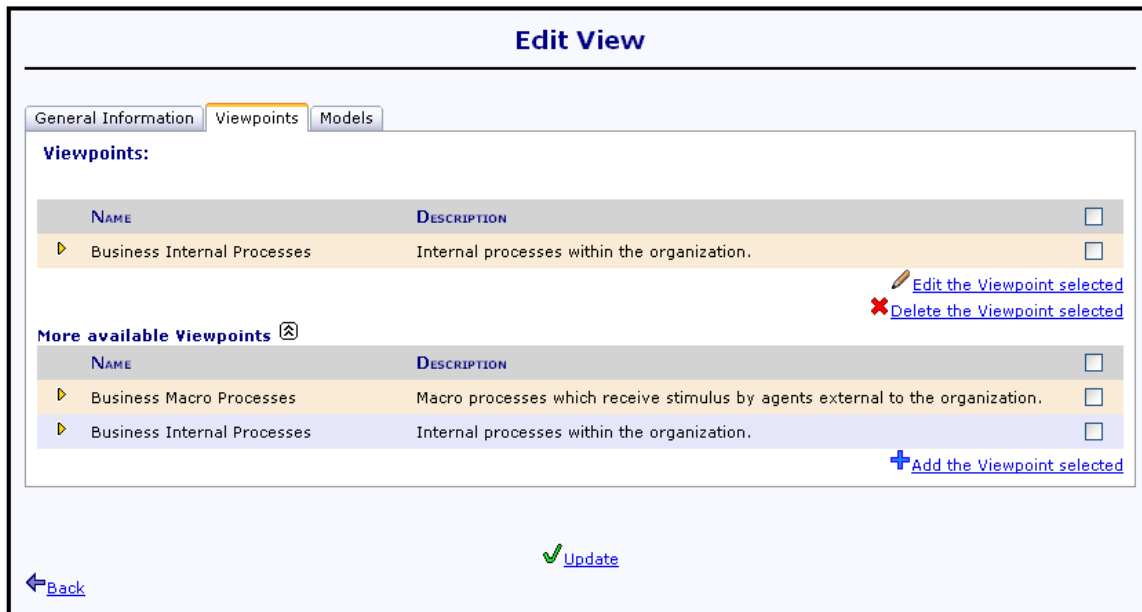 Edit View
General Information Viewpoints Models
Viewpoints:
Name Description
Business Internal Processes Internal processes within the organization.
Edit the Viewpoint selected
Delete the Viewpoint selected
More available Viewpoints
Name Description
Business Macro Processes Macro processes which receive stimulus by agents external to the organization.
Business Internal Processes Internal processes within the organization.
Add the Viewpoint selected
Update
Back